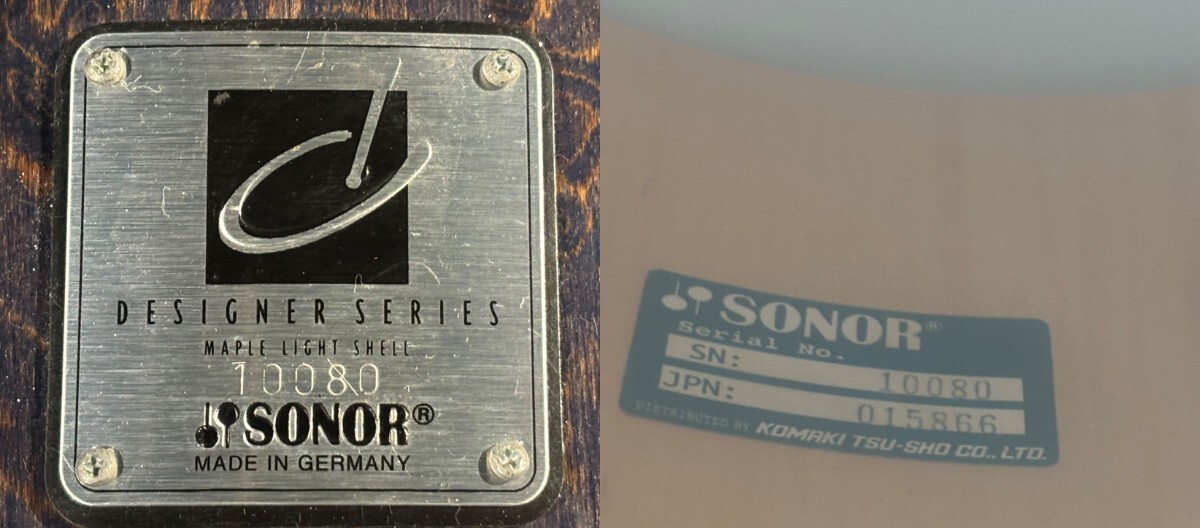 DESIGNER SERIES
MAPLE LIGHT SHELL
10080
SONOR®
MADE IN GERMANY
SONOR®
Serial No.
SN: 10080
JPN: 015866
DISTRIBUTED BY KOMAKI TSU-SHO CO., LTD.